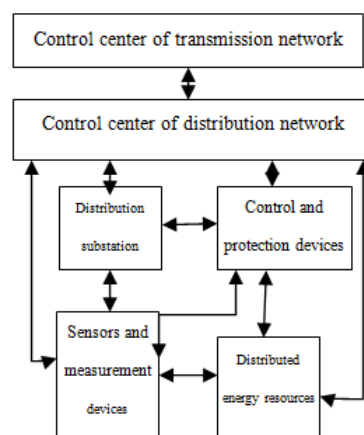 Control center of transmission network
Control center of distribution network
Distribution
substation
Control and
protection devices
Sensors and
measurement
devices
Distributed
energy resources